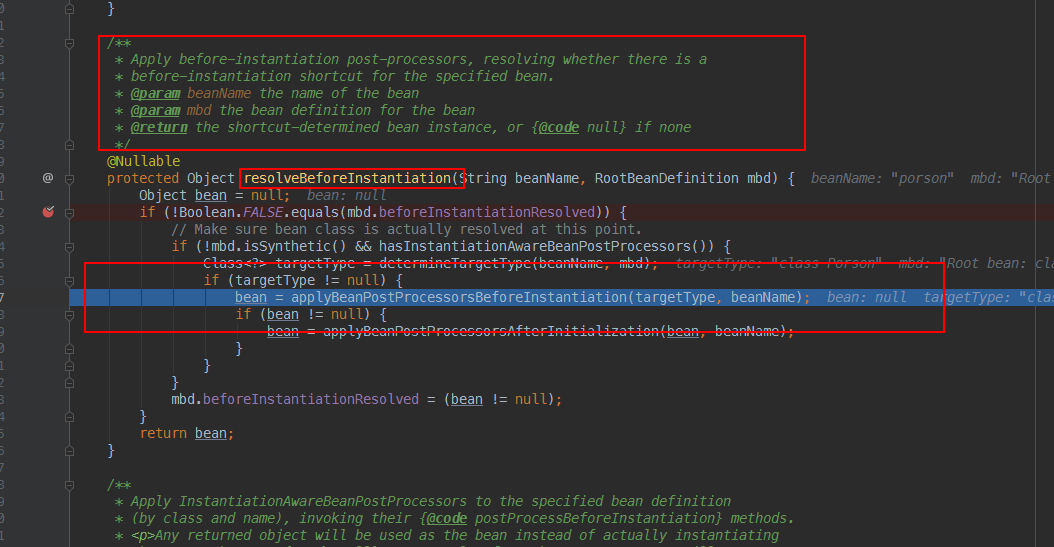 }
/**
* Apply before-instantiation post-processors, resolving whether there is a
* before-instantiation shortcut for the specified bean.
* @param beanName the name of the bean
* @param mbd the bean definition for the bean
* @return the shortcut-determined bean instance, or {@code null} if none
*/
@Nullable
protected Object resolveBeforeInstantiation(String beanName, RootBeanDefinition mbd) { beanName: "porson" mbd: "Root
Object bean = null; bean: null
if (!Boolean.FALSE.equals(mbd.beforeInstantiationResolved)) {
// Make sure bean class is actually resolved at this point.
if (!mbd.isSynthetic() && hasInstantiationAwareBeanPostProcessors()) {
Class<?> targetType = determineTargetType(beanName, mbd); targetType: "class Porson" mbd: "Root bean: cla
if (targetType != null) {
bean = applyBeanPostProcessorsBeforeInstantiation(targetType, beanName); bean: null targetType: "clas
if (bean != null) {
bean = applyBeanPostProcessorsAfterInitialization(bean, beanName);
}
}
}
mbd.beforeInstantiationResolved = (bean != null);
}
return bean;
}
/**
* Apply InstantiationAwareBeanPostProcessors to the specified bean definition
* (by class and name), invoking their {@code postProcessBeforeInstantiation} methods.
* <p>Any returned object will be used as the bean instead of actually instantiating